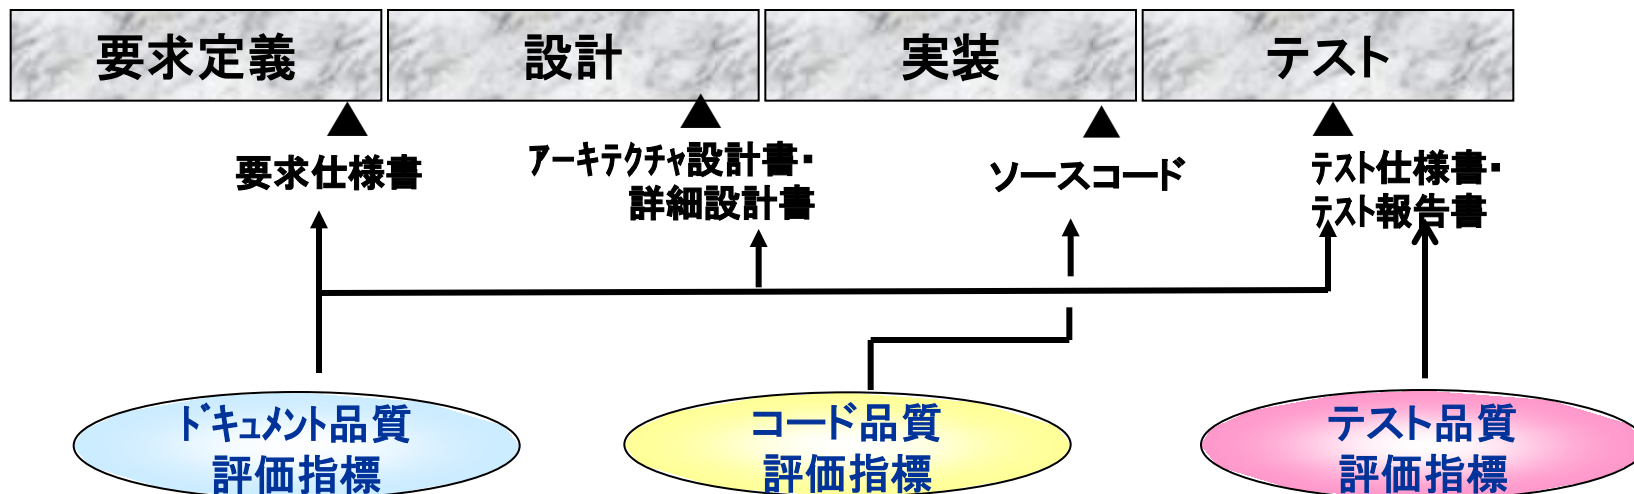 要求定義
設計
実装
テスト
要求仕様書
アーキテクチャ設計書・
詳細設計書
ソースコード
テスト仕様書・
テスト報告書
ドキュメント品質
評価指標
コード品質
評価指標
テスト品質
評価指標